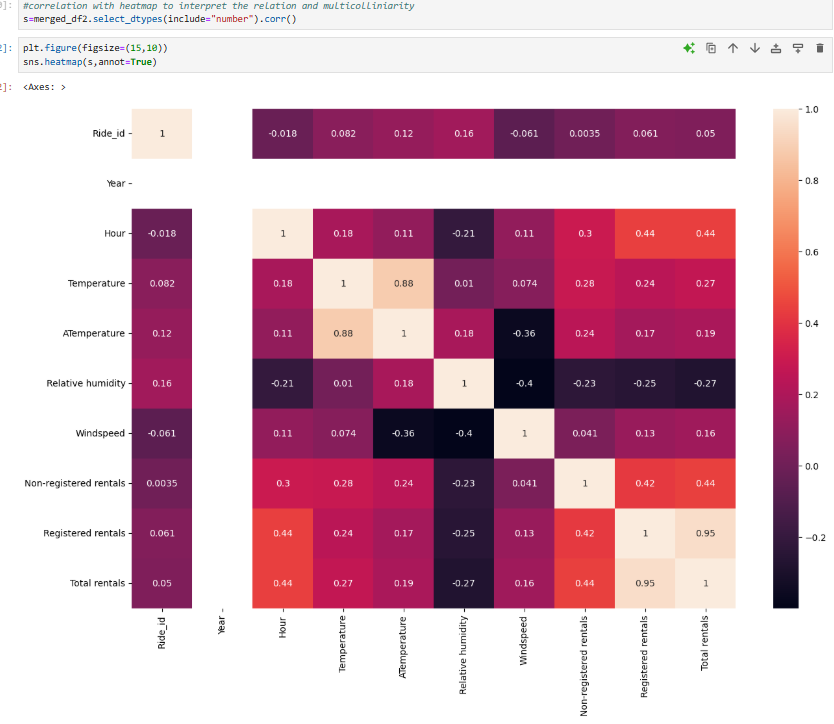 ]: #correlation with heatmap to interpret the relation and multicolliniarity
s=merged_df2.select_dtypes(include="number").corr()
]: plt.figure(figsize=(15,10))
sns.heatmap(s,annot=True)
]: <Axes: >
Ride_id 1 -0.018 0.082 0.12 0.16 -0.061 0.0035 0.061 0.05
Year
Hour -0.018 1 0.18 0.11 -0.21 0.11 0.3 0.44 0.44
Temperature 0.082 0.18 1 0.88 0.01 0.074 0.28 0.24 0.27
ATemperature 0.12 0.11 0.88 1 0.18 -0.36 0.24 0.17 0.19
Relative humidity 0.16 -0.21 0.01 0.18 1 -0.4 -0.23 -0.25 -0.27
Windspeed -0.061 0.11 0.074 -0.36 -0.4 1 0.041 0.13 0.16
Non-registered rentals 0.0035 0.3 0.28 0.24 -0.23 0.041 1 0.42 0.44
Registered rentals 0.061 0.44 0.24 0.17 -0.25 0.13 0.42 1 0.95
Total rentals 0.05 0.44 0.27 0.19 -0.27 0.16 0.44 0.95 1
Ride_id
Year
Hour
Temperature
ATemperature
Relative humidity
Windspeed
Non-registered rentals
Registered rentals
Total rentals
1.0
0.8
0.6
0.4
0.2
0.0
−0.2